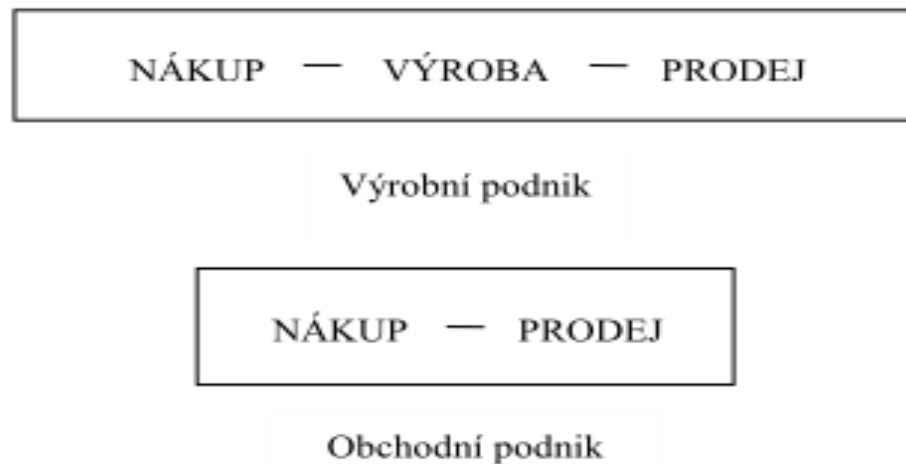 NÁKUP — VÝROBA — PRODEJ
Výrobní podnik
NÁKUP — PRODEJ
Obchodní podnik